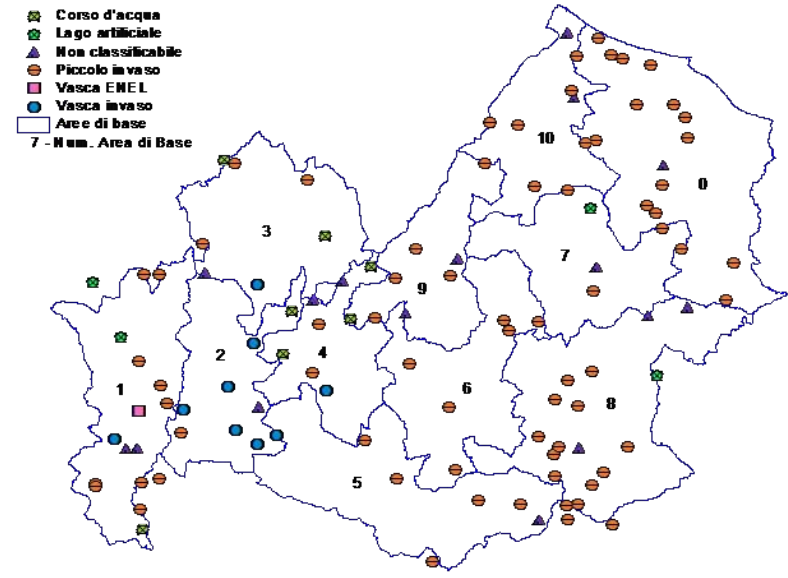 Corso d'acqua
Lago artificiale
Non classificabile
Piccolo invaso
Vasca ENEL
Vasca invaso
Aree di base
7 - Num. Area di Base
10
0
3
7
9
2
4
1
6
8
5